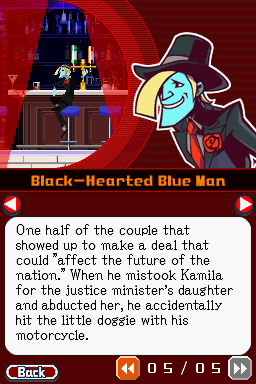 Black-Hearted Blue Man
One half of the couple that
showed up to make a deal that
could "affect the future of the
nation." When he mistook Kamila
for the justice minister's daughter
and abducted her, he accidentally
hit the little doggie with his
motorcycle.
Back
05/05